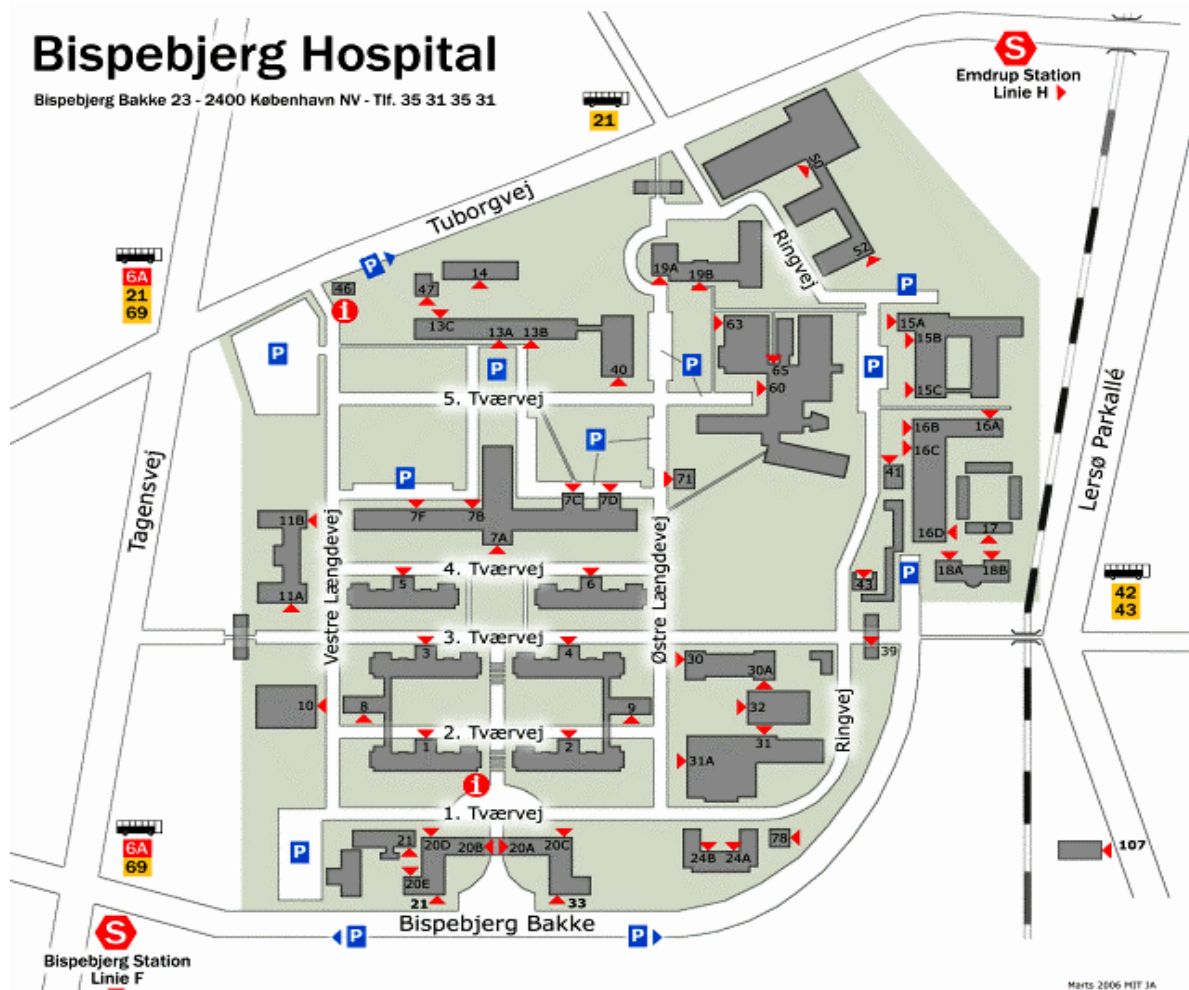 Bispebjerg Hospital
Bispebjerg Bakke 23 - 2400 København NV - Tlf. 35 31 35 31
21
S
Emdrup Station
Linie H
Tuborgvej
P
6A
21
69
46
i
47
14
13C
13A
13B
40
P
P
5. Tværvej
19A
19B
Ringvej
52
P
63
65
60
P
P
15A
15B
15C
16A
16B
16C
16D
41
17
18A
18B
P
43
39
Lersø Parkallé
42
43
Tagensvej
Vestre Længdevej
Østre Længdevej
P
P
7F
7B
7A
7C
7D
71
11B
11A
4. Tværvej
5
6
3. Tværvej
3
4
30
30A
10
8
9
32
31
31A
2. Tværvej
1
2
Ringvej
i
1. Tværvej
P
21
20D
20B
20A
20C
20E
21
33
24B
24A
78
107
6A
69
Bispebjerg Bakke
P
P
S
Bispebjerg Station
Linie F
Marts 2006 MIT JA